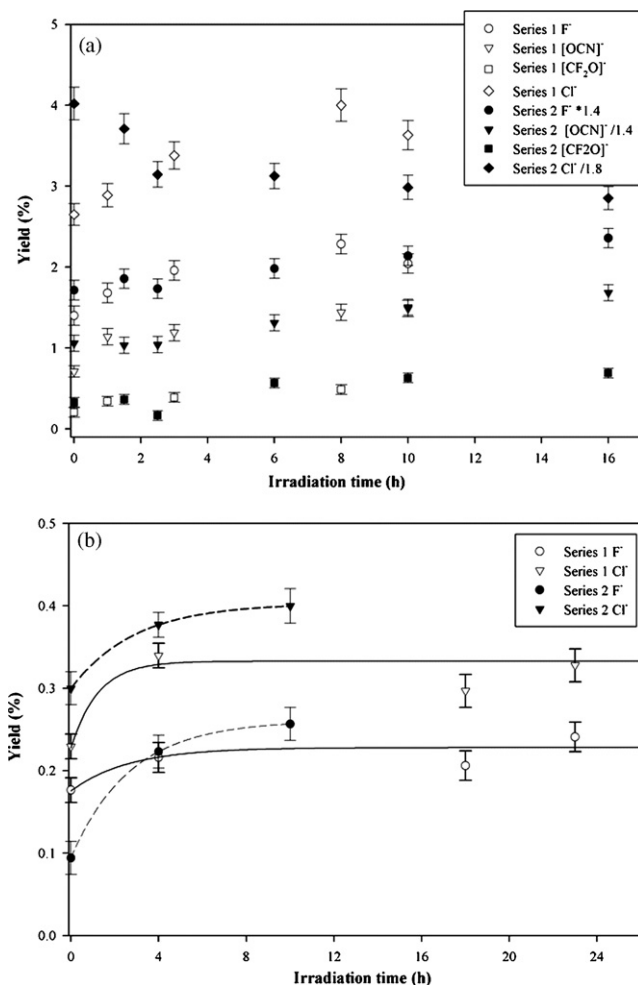 (a)
Series 1 F⁻
Series 1 [OCN]⁻
Series 1 [CF₂O]⁻
Series 1 Cl⁻
Series 2 F⁻ *1.4
Series 2 [OCN]⁻/1.4
Series 2 [CF2O]⁻
Series 2 Cl⁻/1.8
5
4
3
2
1
0
Yield (%)
0 2 4 6 8 10 12 14 16
Irradiation time (h)
(b)
Series 1 F⁻
Series 1 Cl⁻
Series 2 F⁻
Series 2 Cl⁻
0.5
0.4
0.3
0.2
0.1
0.0
Yield (%)
0 4 8 12 16 20 24
Irradiation time (h)